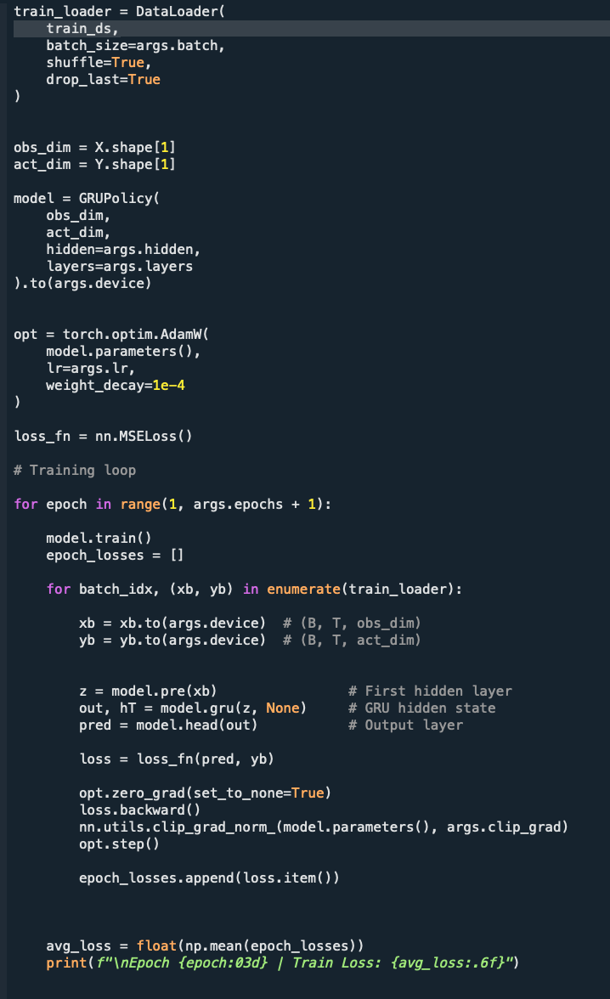 train_loader = DataLoader(
    train_ds,
    batch_size=args.batch,
    shuffle=True,
    drop_last=True
)
obs_dim = X.shape[1]
act_dim = Y.shape[1]
model = GRUPolicy(
    obs_dim,
    act_dim,
    hidden=args.hidden,
    layers=args.layers
).to(args.device)
opt = torch.optim.AdamW(
    model.parameters(),
    lr=args.lr,
    weight_decay=1e-4
)
loss_fn = nn.MSELoss()
# Training loop
for epoch in range(1, args.epochs + 1):
    model.train()
    epoch_losses = []
    for batch_idx, (xb, yb) in enumerate(train_loader):
        xb = xb.to(args.device)  # (B, T, obs_dim)
        yb = yb.to(args.device)  # (B, T, act_dim)
        z = model.pre(xb)                # First hidden layer
        out, hT = model.gru(z, None)     # GRU hidden state
        pred = model.head(out)           # Output layer
        loss = loss_fn(pred, yb)
        opt.zero_grad(set_to_none=True)
        loss.backward()
        nn.utils.clip_grad_norm_(model.parameters(), args.clip_grad)
        opt.step()
        epoch_losses.append(loss.item())
    avg_loss = float(np.mean(epoch_losses))
    print(f"\nEpoch {epoch:03d} | Train Loss: {avg_loss:.6f}")